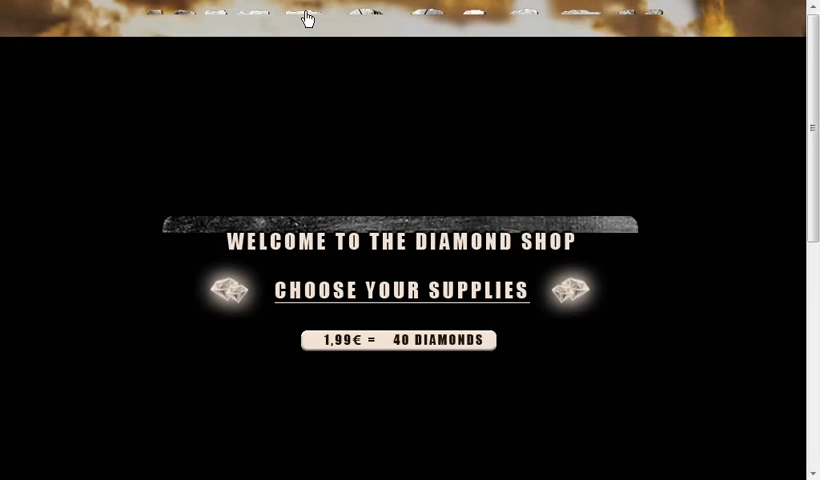 WELCOME TO THE DIAMOND SHOP
CHOOSE YOUR SUPPLIES
1,99€ = 40 DIAMONDS